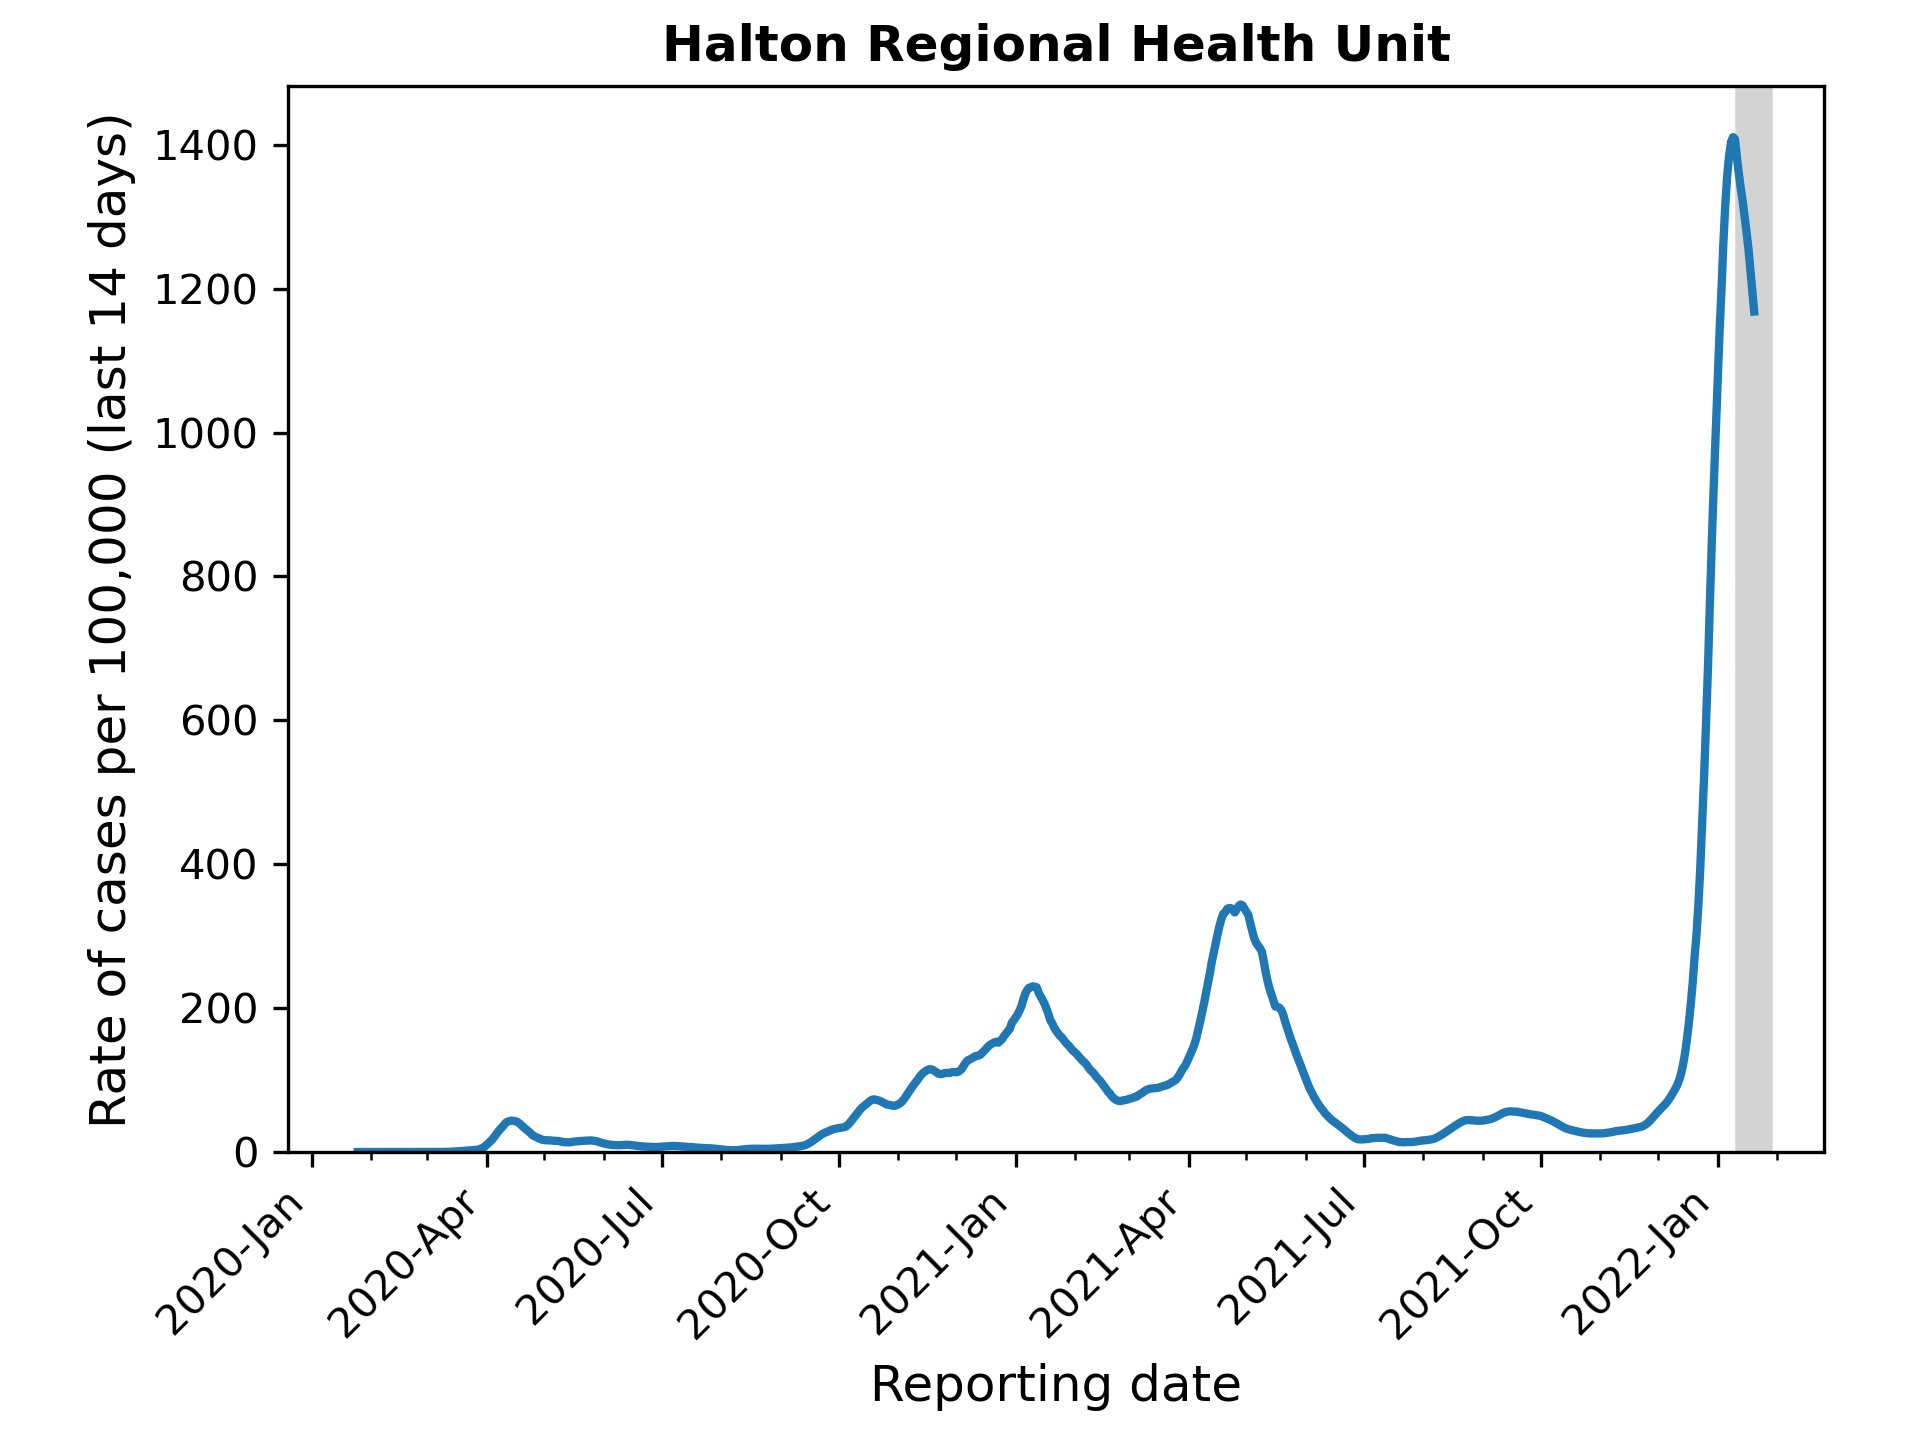 Halton Regional Health Unit
Rate of cases per 100,000 (last 14 days)
1400
1200
1000
800
600
400
200
0
2020-Jan
2020-Apr
2020-Jul
2020-Oct
2021-Jan
2021-Apr
2021-Jul
2021-Oct
2022-Jan
Reporting date